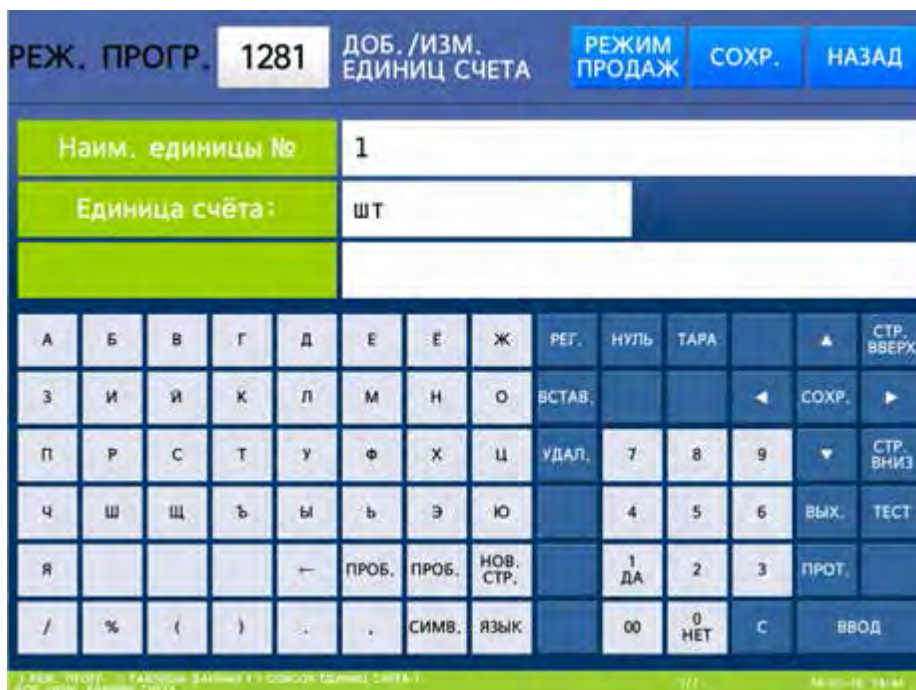 РЕЖ. ПРОГР. 1281 ДОБ./ИЗМ. ЕДИНИЦ СЧЕТА РЕЖИМ ПРОДАЖ СОХР. НАЗАД
Наим. единицы № 1
Единица счёта: шт
А Б В Г Д Е Ё Ж РЕГ. НУЛЬ ТАРА ▲ СТР. ВВЕРХ
З И Й К Л М Н О ВСТАВ. ◄ СОХР. ►
П Р С Т У Ф Х Ц УДАЛ. 7 8 9 ▼ СТР. ВНИЗ
Ч Ш Щ Ъ Ы Ь Э Ю 4 5 6 ВЫХ. ТЕСТ
Я ← ПРОБ. ПРОБ. НОВ. СТР. 1 ДА 2 3 ПРОТ.
/ % ( ) . . СИМВ. ЯЗЫК 00 0 НЕТ С ВВОД